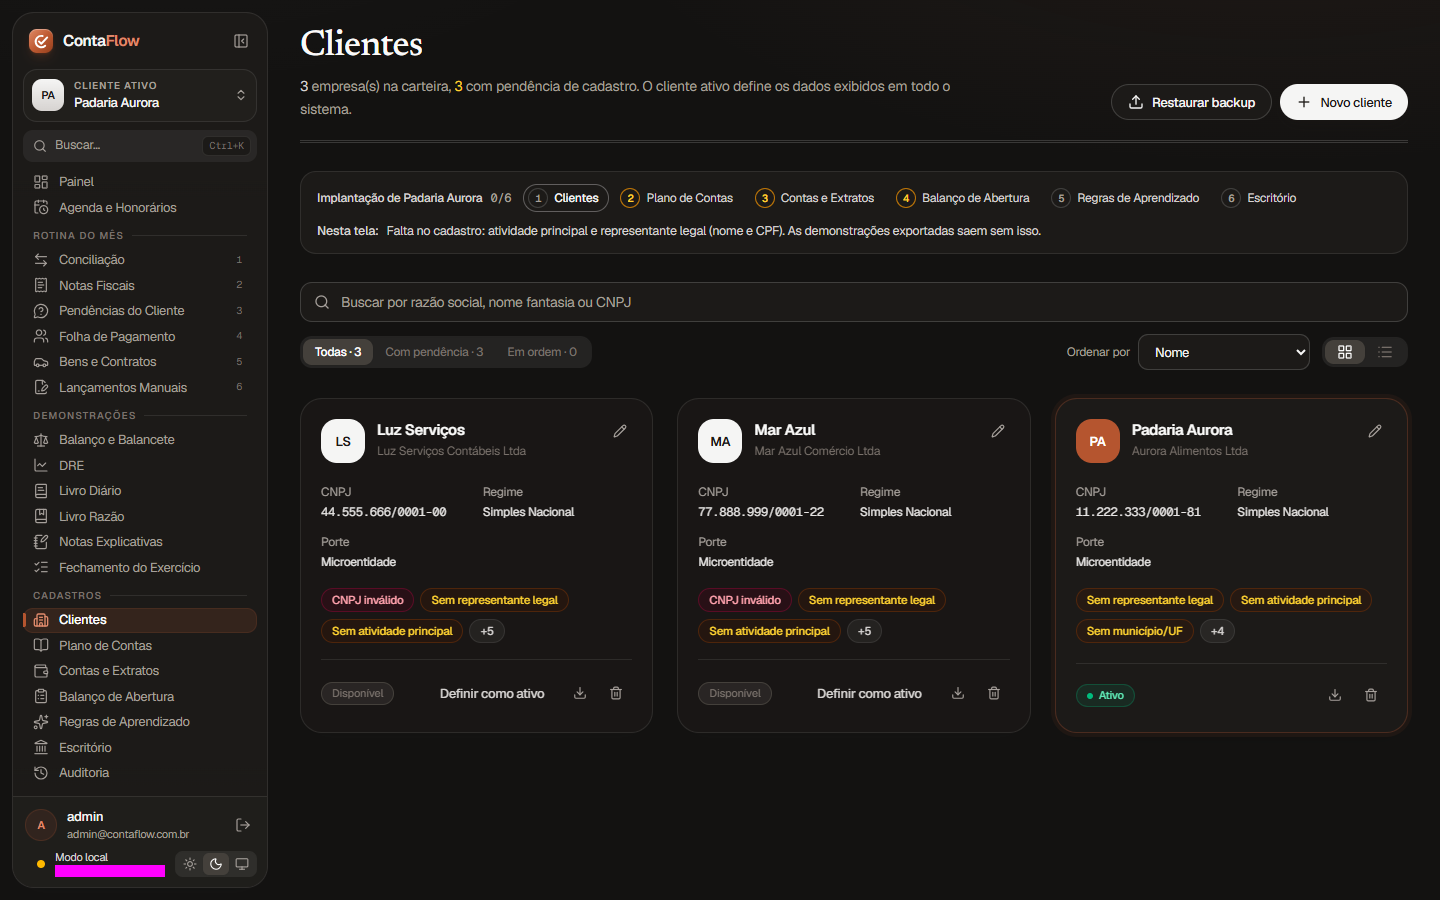 ContaFlow
PA
CLIENTE ATIVO
Padaria Aurora
Buscar...
Ctrl+K
Painel
Agenda e Honorários
ROTINA DO MÊS
Conciliação 1
Notas Fiscais 2
Pendências do Cliente 3
Folha de Pagamento 4
Bens e Contratos 5
Lançamentos Manuais 6
DEMONSTRAÇÕES
Balanço e Balancete
DRE
Livro Diário
Livro Razão
Notas Explicativas
Fechamento do Exercício
CADASTROS
Clientes
Plano de Contas
Contas e Extratos
Balanço de Abertura
Regras de Aprendizado
Escritório
Auditoria
A
admin
admin@contaflow.com.br
Modo local
Clientes
3 empresa(s) na carteira, 3 com pendência de cadastro. O cliente ativo define os dados exibidos em todo o
sistema.
Restaurar backup
Novo cliente
Implantação de Padaria Aurora 0/6 1 Clientes 2 Plano de Contas 3 Contas e Extratos 4 Balanço de Abertura 5 Regras de Aprendizado 6 Escritório
Nesta tela: Falta no cadastro: atividade principal e representante legal (nome e CPF). As demonstrações exportadas saem sem isso.
Buscar por razão social, nome fantasia ou CNPJ
Todas · 3 Com pendência · 3 Em ordem · 0
Ordenar por Nome
LS
Luz Serviços
Luz Serviços Contábeis Ltda
CNPJ Regime
44.555.666/0001-00 Simples Nacional
Porte
Microentidade
CNPJ inválido Sem representante legal
Sem atividade principal +5
Disponível Definir como ativo
MA
Mar Azul
Mar Azul Comércio Ltda
CNPJ Regime
77.888.999/0001-22 Simples Nacional
Porte
Microentidade
CNPJ inválido Sem representante legal
Sem atividade principal +5
Disponível Definir como ativo
PA
Padaria Aurora
Aurora Alimentos Ltda
CNPJ Regime
11.222.333/0001-81 Simples Nacional
Porte
Microentidade
Sem representante legal Sem atividade principal
Sem município/UF +4
Ativo